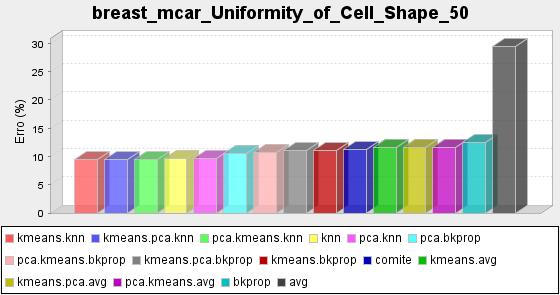 breast_mcar_Uniformity_of_Cell_Shape_50
Erro (%)
30
25
20
15
10
5
0
kmeans.knn kmeans.pca.knn pca.kmeans.knn knn pca.knn pca.bkprop
pca.kmeans.bkprop kmeans.pca.bkprop kmeans.bkprop comite kmeans.avg
kmeans.pca.avg pca.kmeans.avg bkprop avg